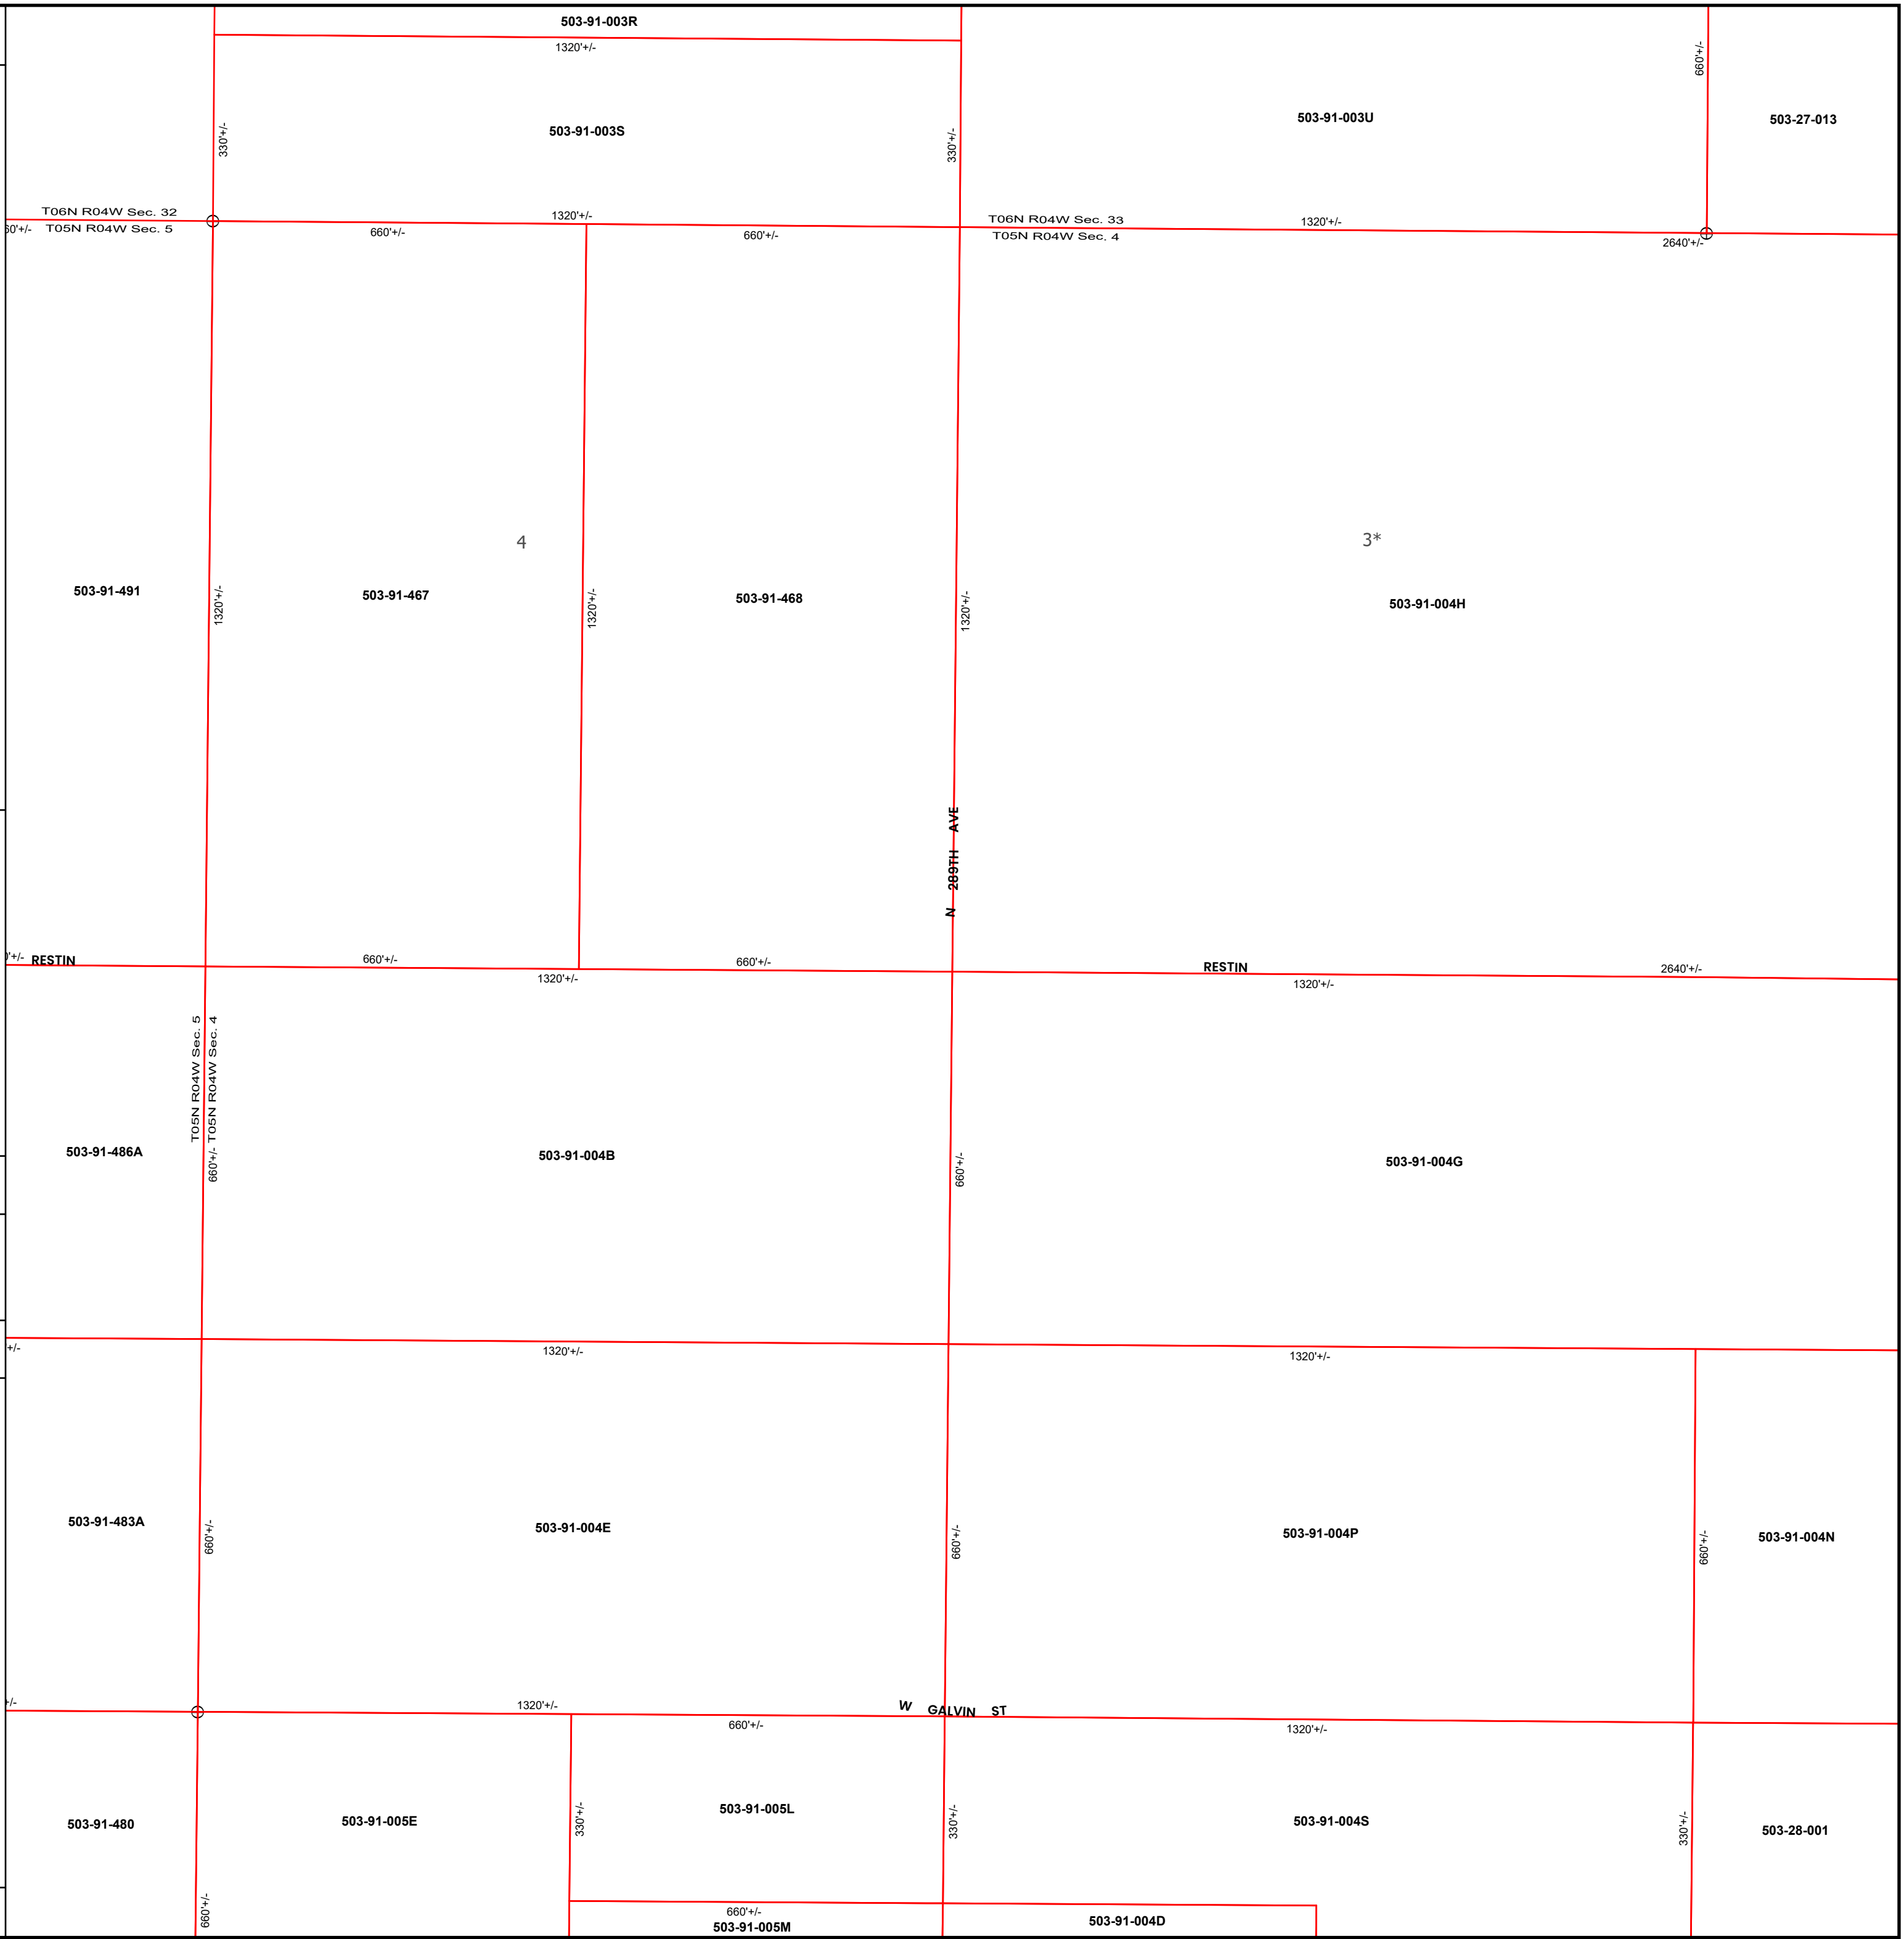 503-91-003R
1320'+/-
660'+/-
503-91-003U
503-27-013
503-91-003S
330'+/-
330'+/-
T06N R04W Sec. 32
1320'+/-
T06N R04W Sec. 33
1320'+/-
T05N R04W Sec. 5
660'+/-
660'+/-
T05N R04W Sec. 4
2640'+/-
4
3*
503-91-491
1320'+/-
503-91-467
1320'+/-
503-91-468
1320'+/-
503-91-004H
N 289TH AVE
RESTIN
660'+/-
660'+/-
RESTIN
2640'+/-
1320'+/-
1320'+/-
T05N R04W Sec. 5
T05N R04W Sec. 4
503-91-486A
660'+/-
503-91-004B
660'+/-
503-91-004G
+/-
1320'+/-
1320'+/-
503-91-483A
660'+/-
503-91-004E
660'+/-
503-91-004P
660'+/-
503-91-004N
+/-
1320'+/-
W GALVIN ST
660'+/-
1320'+/-
503-91-480
503-91-005E
330'+/-
503-91-005L
330'+/-
503-91-004S
330'+/-
503-28-001
660'+/-
660'+/-
503-91-005M
503-91-004D